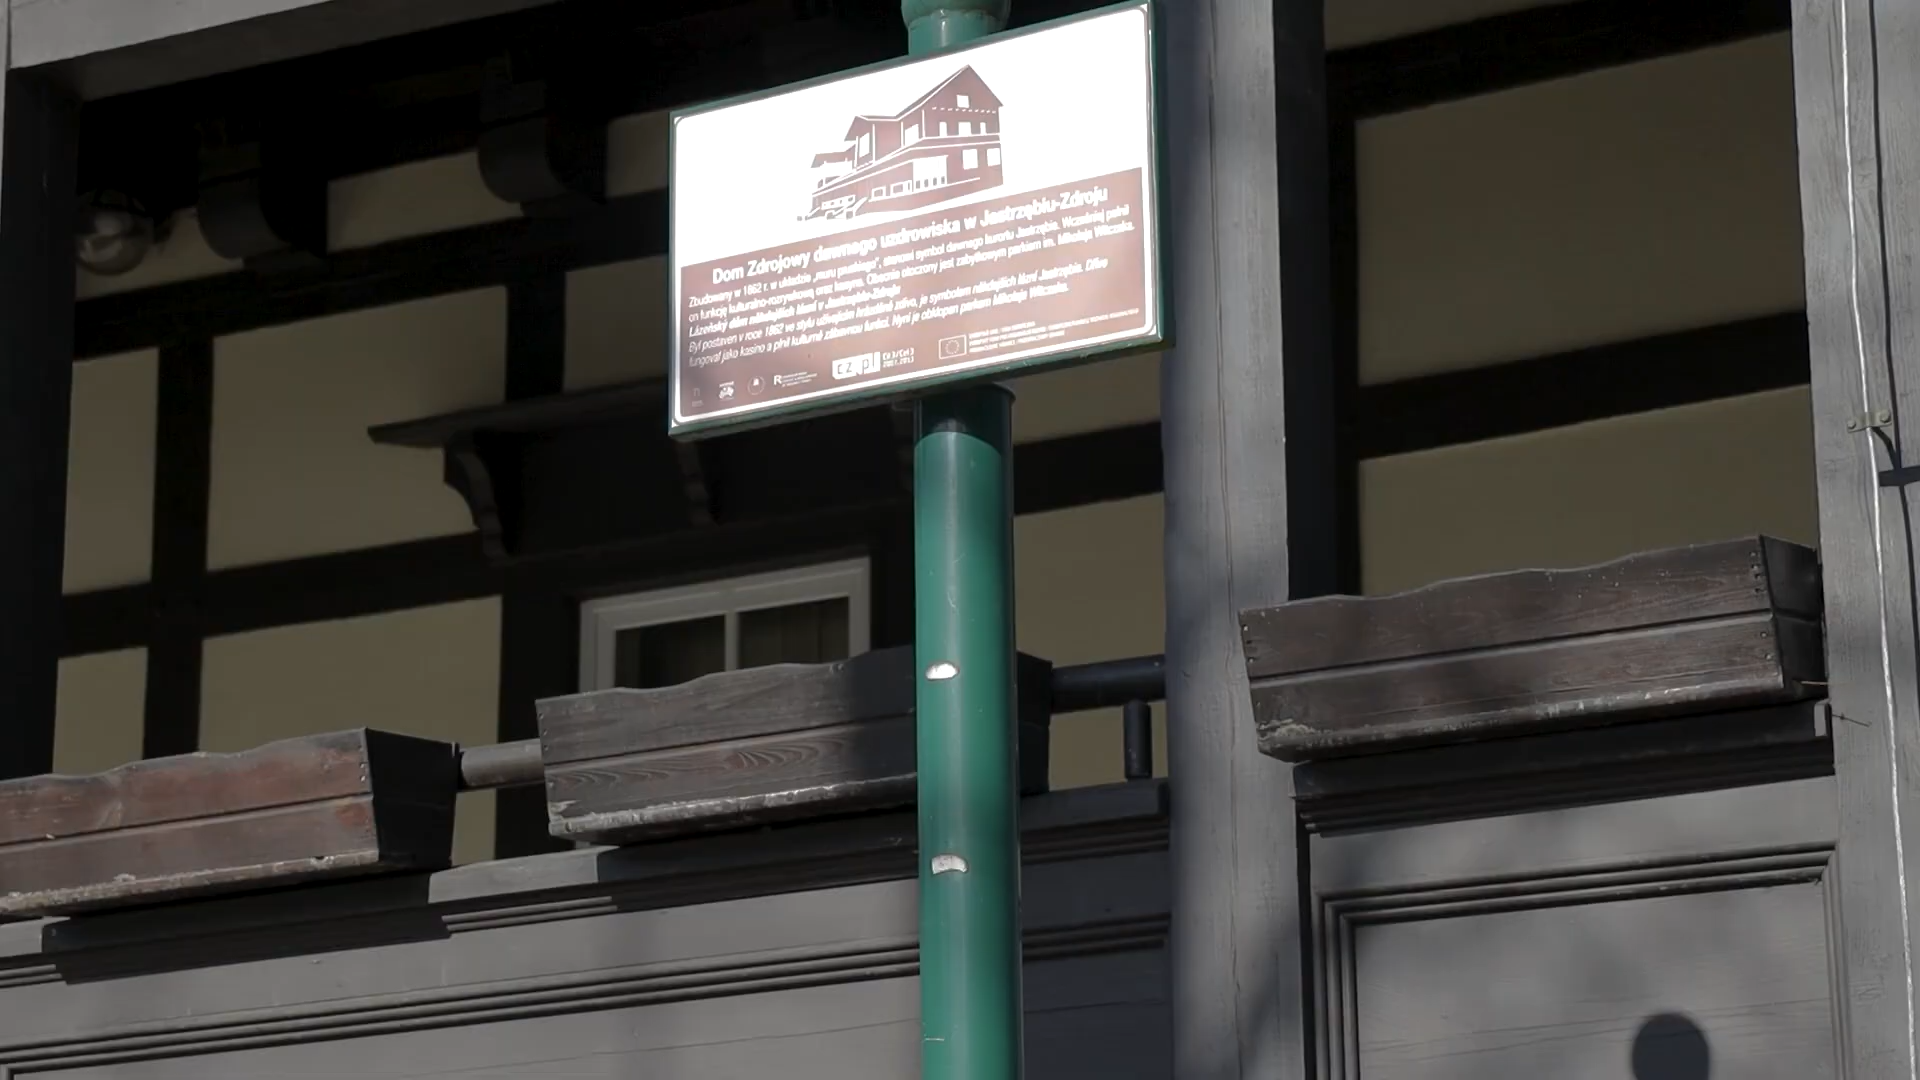 Dom Zdrojowy dawnego uzdrowiska w Jastrzębiu-Zdroju
Zbudowany w 1862 r. w układzie „muru pruskiego”, stanowi symbol dawnego kurortu Jastrzębie. Wcześniej pełnił
on funkcję kulturalno-rozrywkową oraz kasyna. Obecnie otoczony jest zabytkowym parkiem im. Mikołaja Witczaka.
Lázeňský dům někdejších lázní v Jastrzębiu-Zdroju
Byl postaven v roce 1862 ve stylu užívajícím hrázděné zdivo, je symbolem někdejších lázní Jastrzębie. Dříve
fungoval jako kasino a plnil kulturně zábavnou funkci. Nyní je obklopen parkem Mikołaja Witczaka.
cz pl
2007-2013